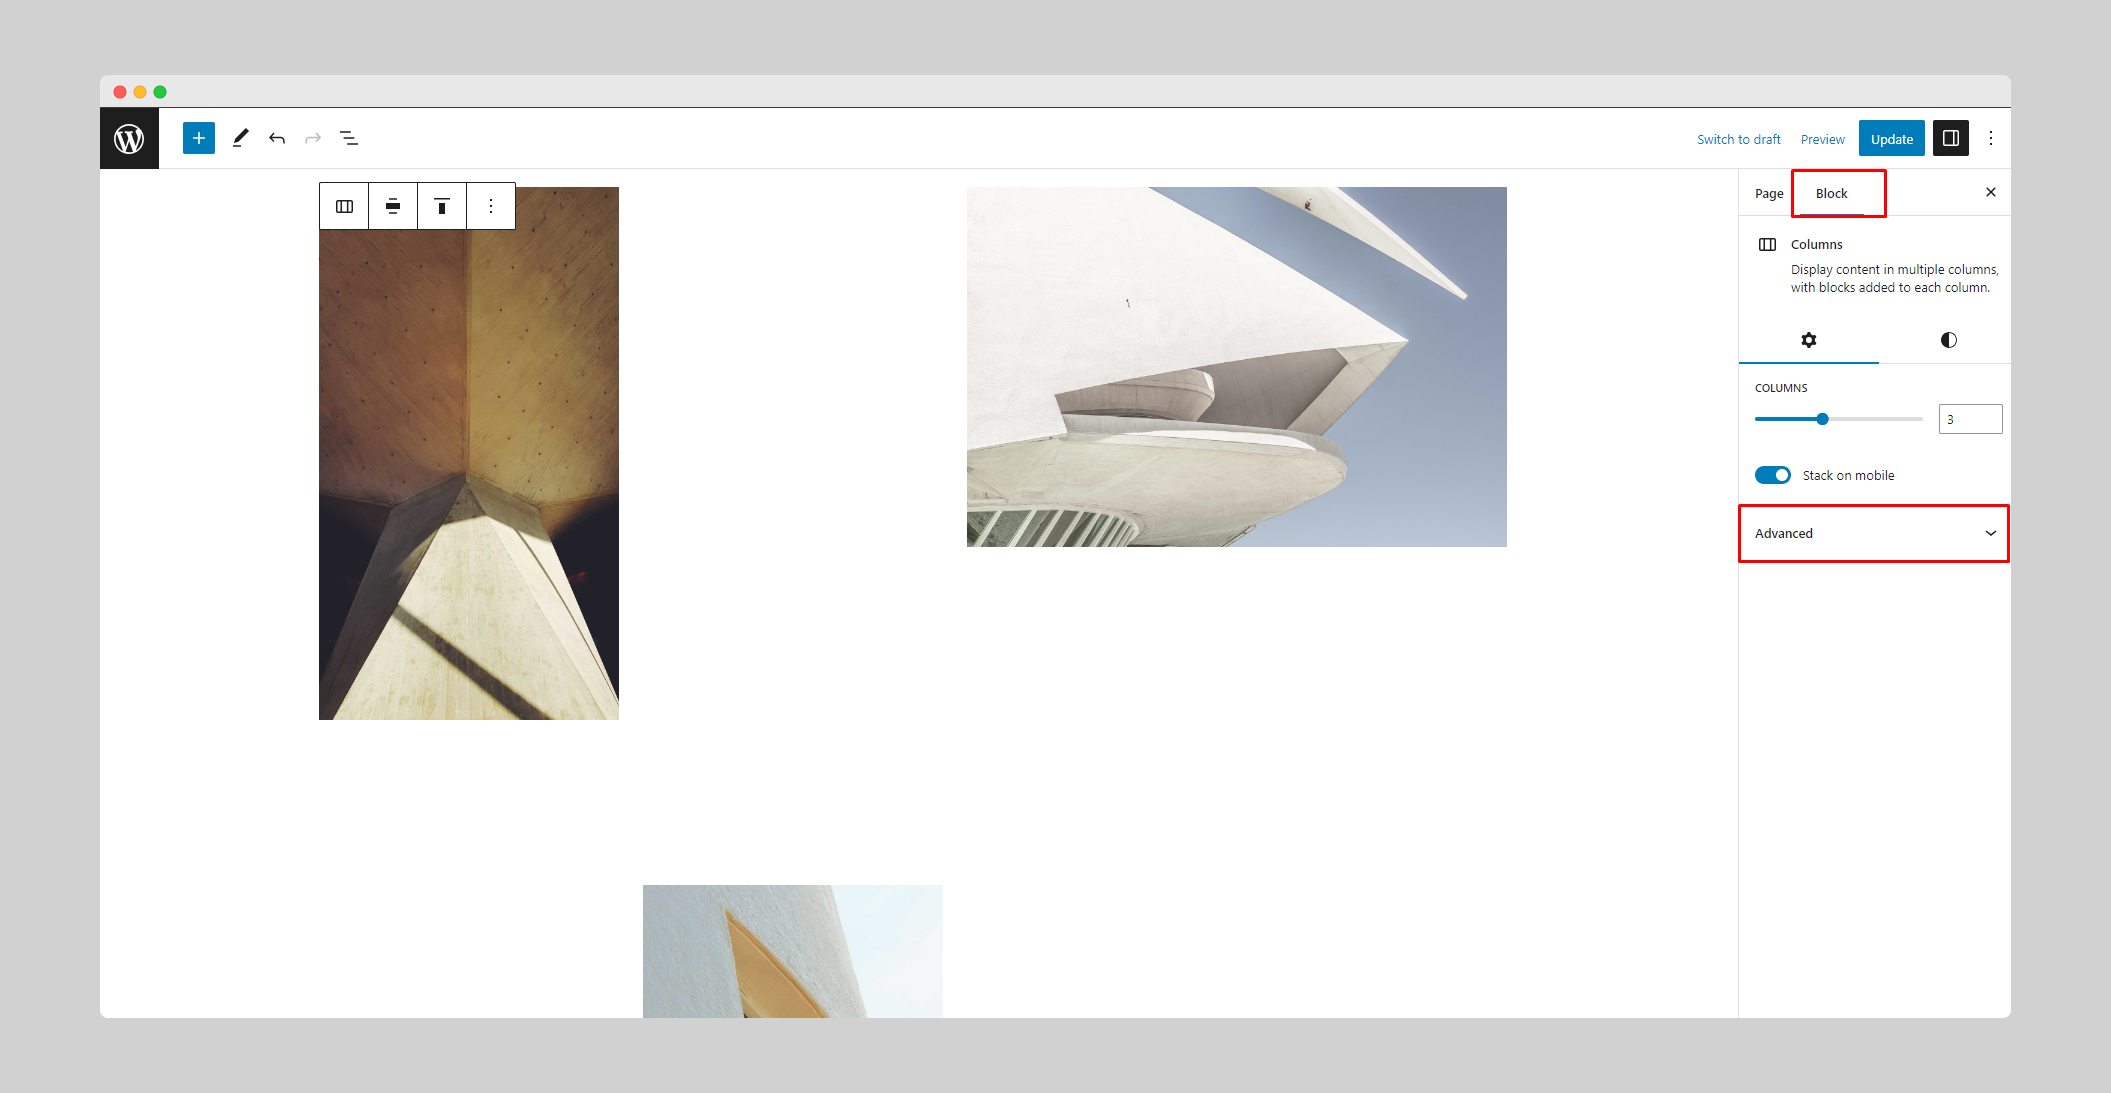 Switch to draft
Preview
Update
Page
Block
Columns
Display content in multiple columns,
with blocks added to each column.
COLUMNS
3
Stack on mobile
Advanced